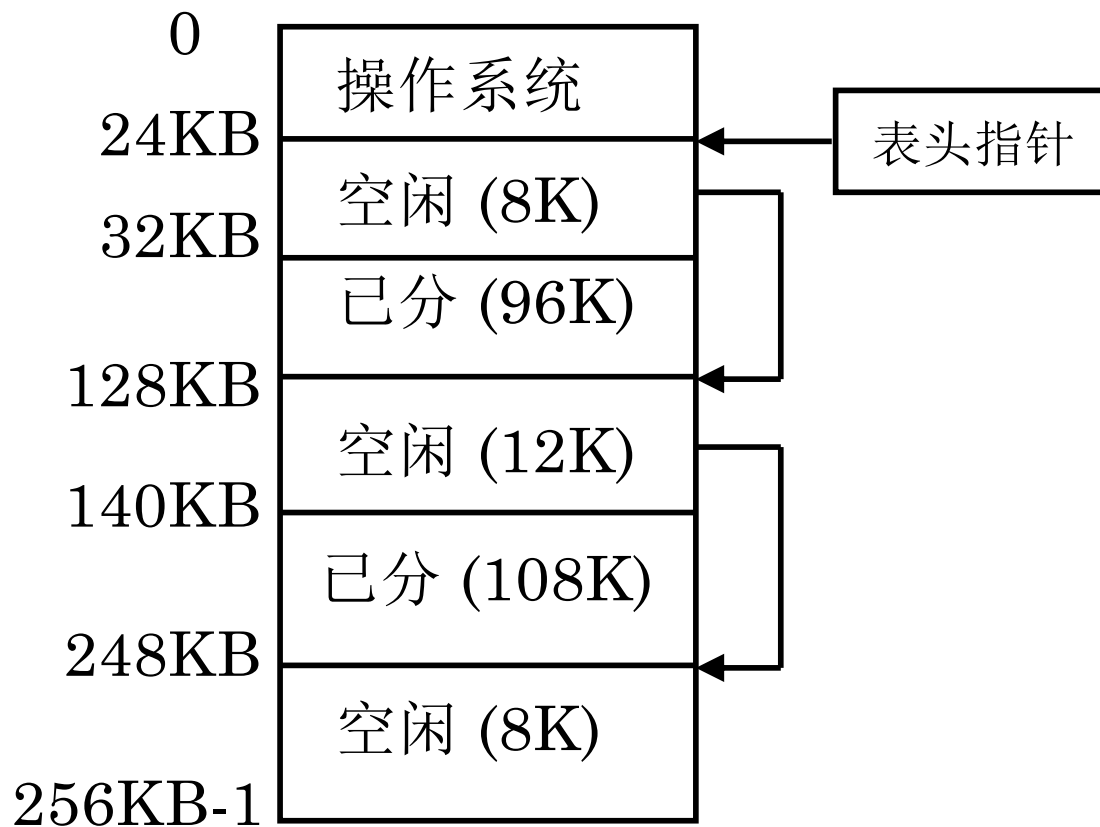 0
操作系统
24KB
表头指针
空闲 (8K)
32KB
已分 (96K)
128KB
空闲 (12K)
140KB
已分 (108K)
248KB
空闲 (8K)
256KB-1